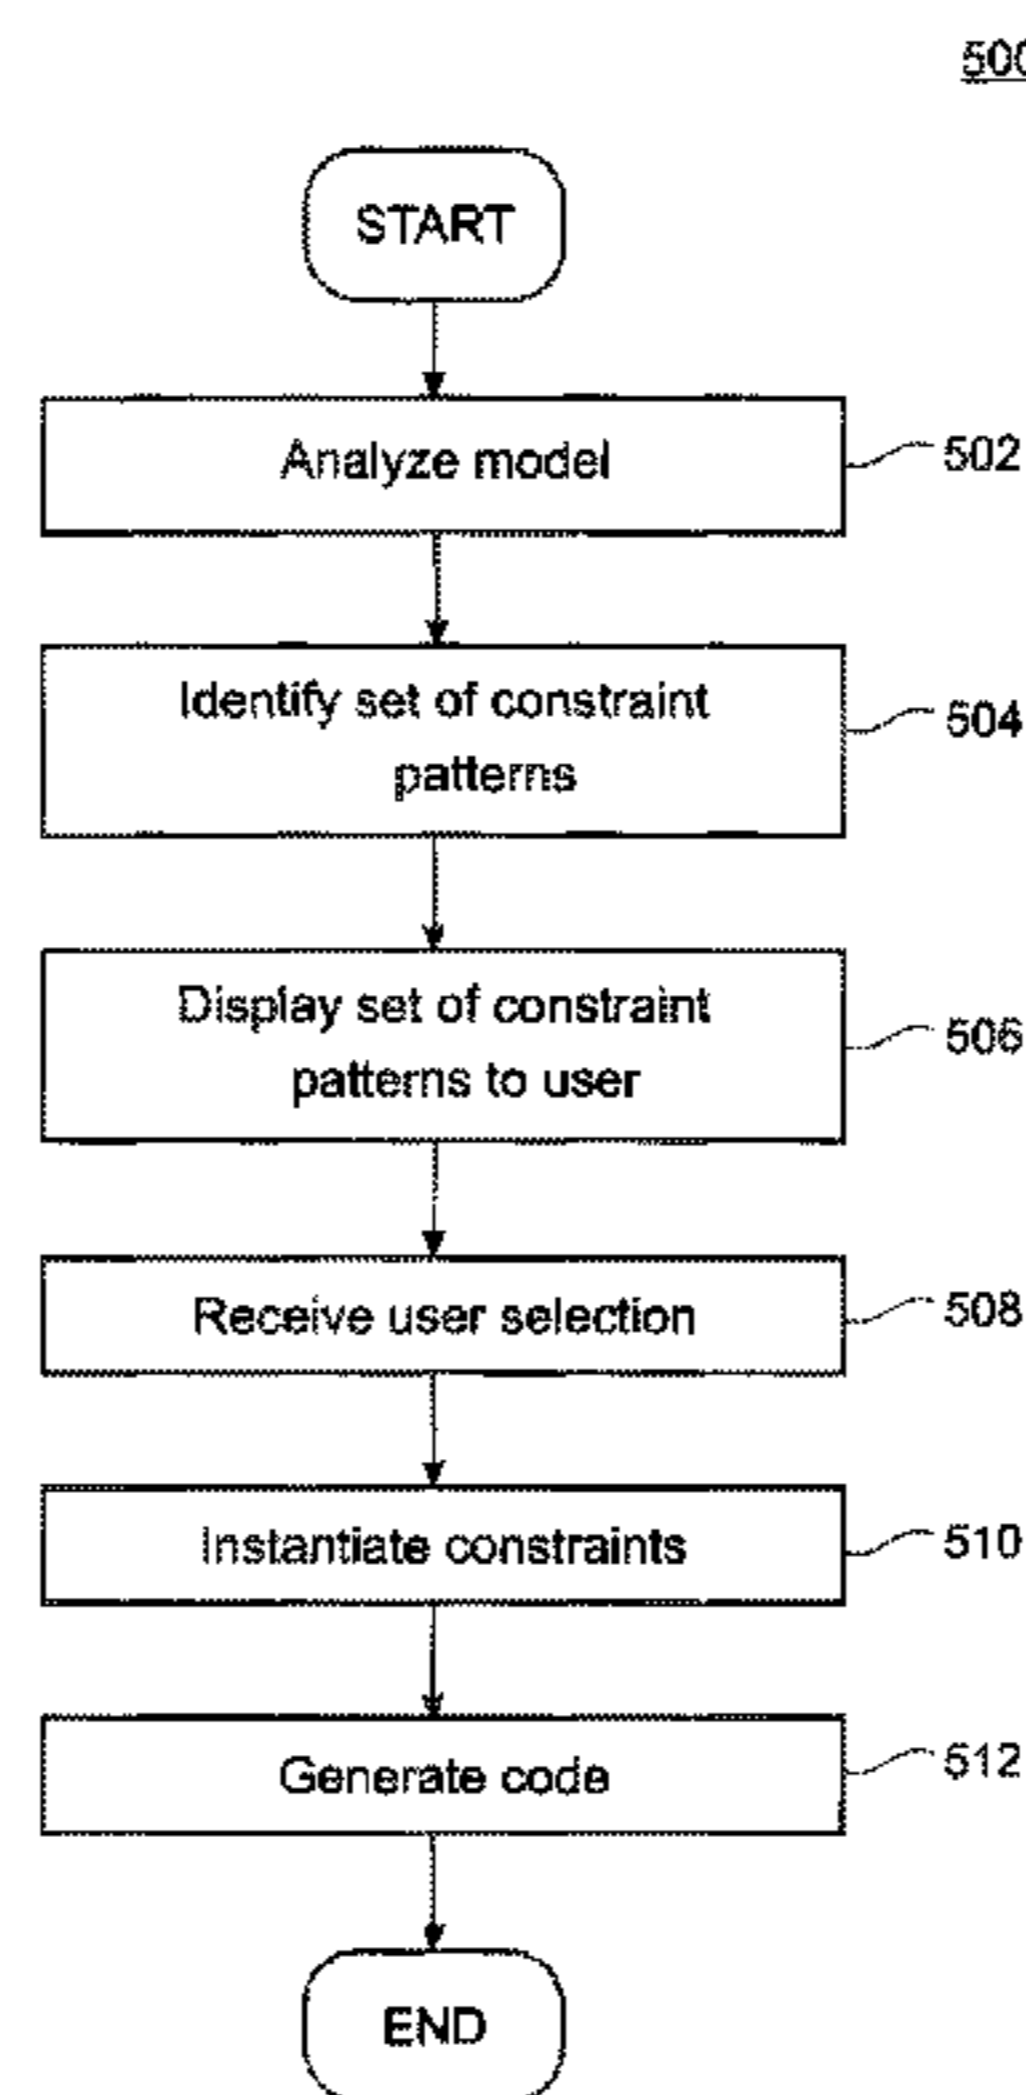 500
START
Analyze model
502
Identify set of constraint
patterns
504
Display set of constraint
patterns to user
506
Receive user selection
508
Instantiate constraints
510
Generate code
512
END